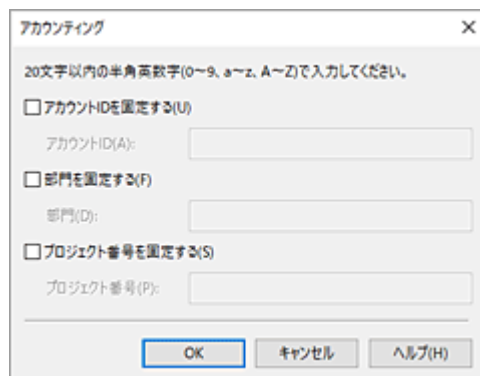 アカウンティング
20文字以内の半角英数字(0～9、a～z、A～Z)で入力してください。
アカウントIDを固定する(U)
アカウントID(A):
部門を固定する(F)
部門(D):
プロジェクト番号を固定する(S)
プロジェクト番号(P):
OK キャンセル ヘルプ(H)